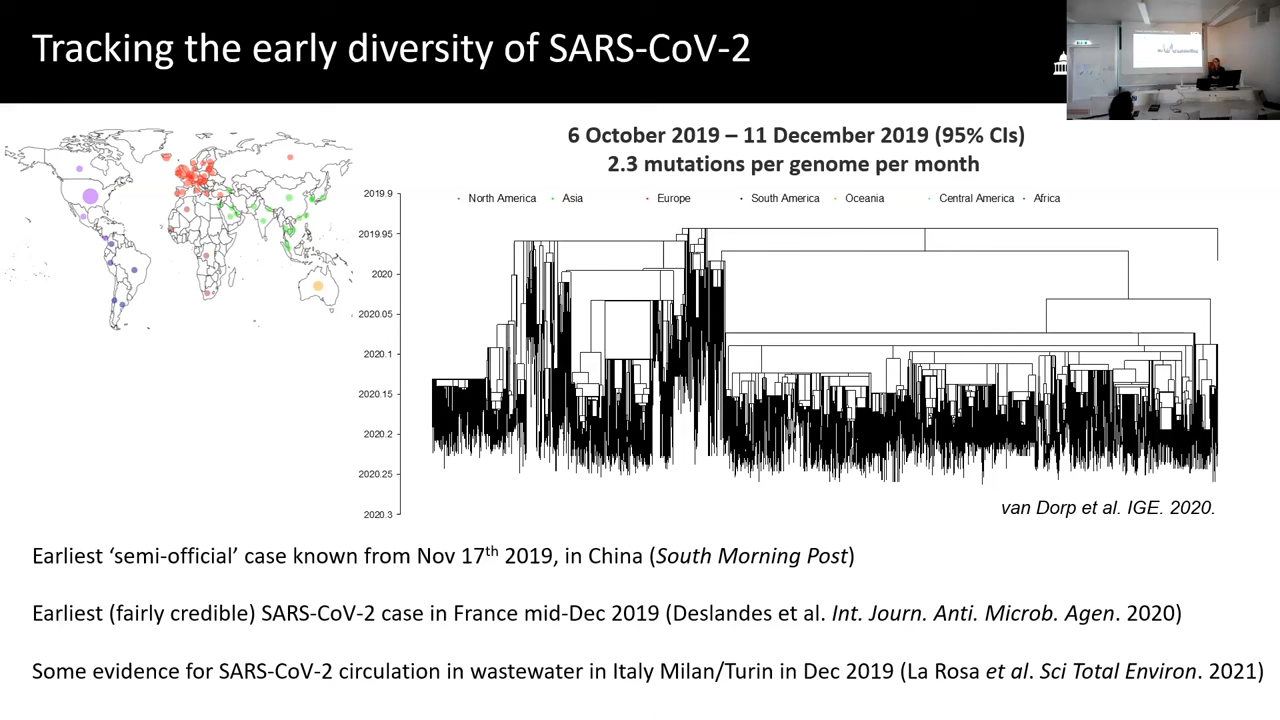 Tracking the early diversity of SARS-CoV-2
6 October 2019 – 11 December 2019 (95% CIs)
2.3 mutations per genome per month
North America Asia Europe South America Oceania Central America Africa
2019.9
2019.95
2020
2020.05
2020.1
2020.15
2020.2
2020.25
2020.3
van Dorp et al. IGE. 2020.
Earliest ‘semi-official’ case known from Nov 17th 2019, in China (South Morning Post)
Earliest (fairly credible) SARS-CoV-2 case in France mid-Dec 2019 (Deslandes et al. Int. Journ. Anti. Microb. Agen. 2020)
Some evidence for SARS-CoV-2 circulation in wastewater in Italy Milan/Turin in Dec 2019 (La Rosa et al. Sci Total Environ. 2021)